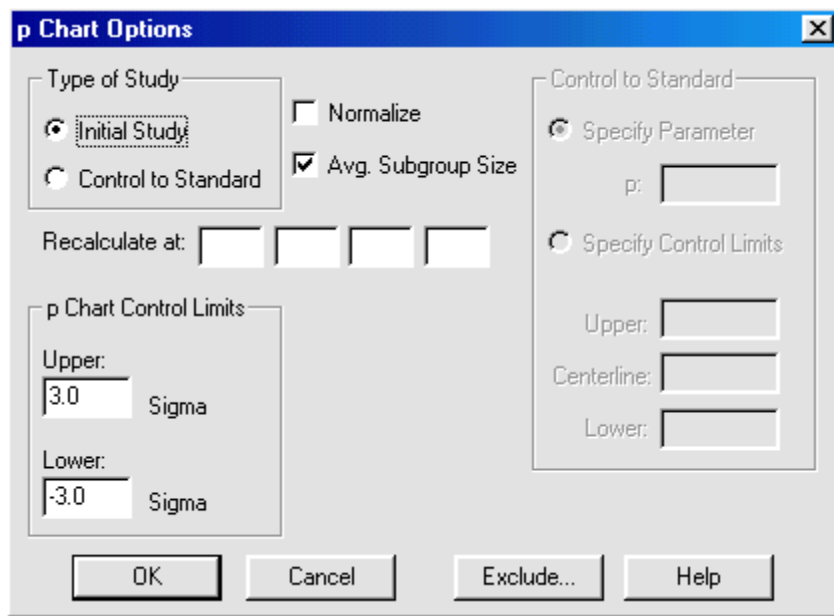 p Chart Options
Type of Study
Initial Study
Control to Standard
Normalize
Avg. Subgroup Size
Recalculate at:
p Chart Control Limits
Upper:
3.0 Sigma
Lower:
-3.0 Sigma
Control to Standard
Specify Parameter
p:
Specify Control Limits
Upper:
Centerline:
Lower:
OK
Cancel
Exclude...
Help